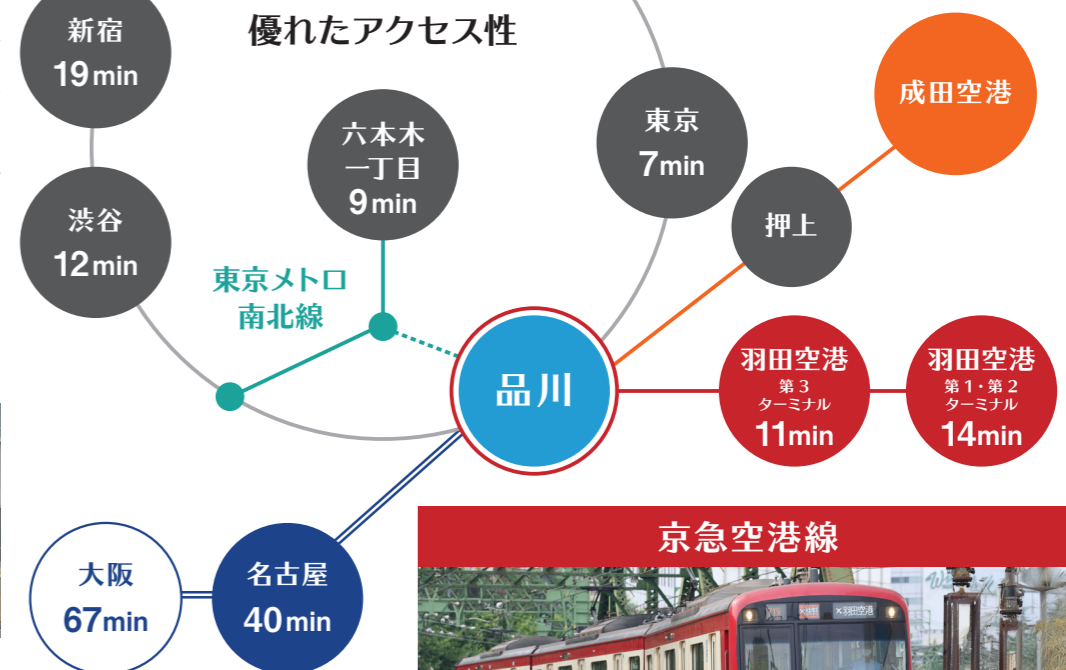 優れたアクセス性
新宿
19min
渋谷
12min
六本木
一丁目
9min
東京
7min
成田空港
押上
東京メトロ
南北線
品川
羽田空港
第3
ターミナル
11min
羽田空港
第1・第2
ターミナル
14min
大阪
67min
名古屋
40min
京急空港線
羽田空港